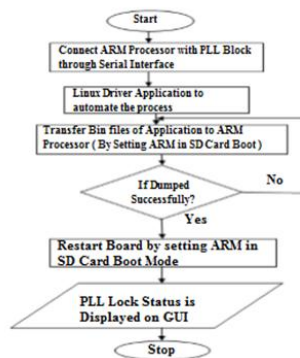 Start
Connect ARM Processor with PLL Block
through Serial Interface
Linux Driver Application to
automate the process
Transfer Bin files of Application to ARM
Processor ( By Setting ARM in SD Card Boot )
If Dumped
Successfully?
No
Yes
Restart Board by setting ARM in
SD Card Boot Mode
PLL Lock Status is
Displayed on GUI
Stop